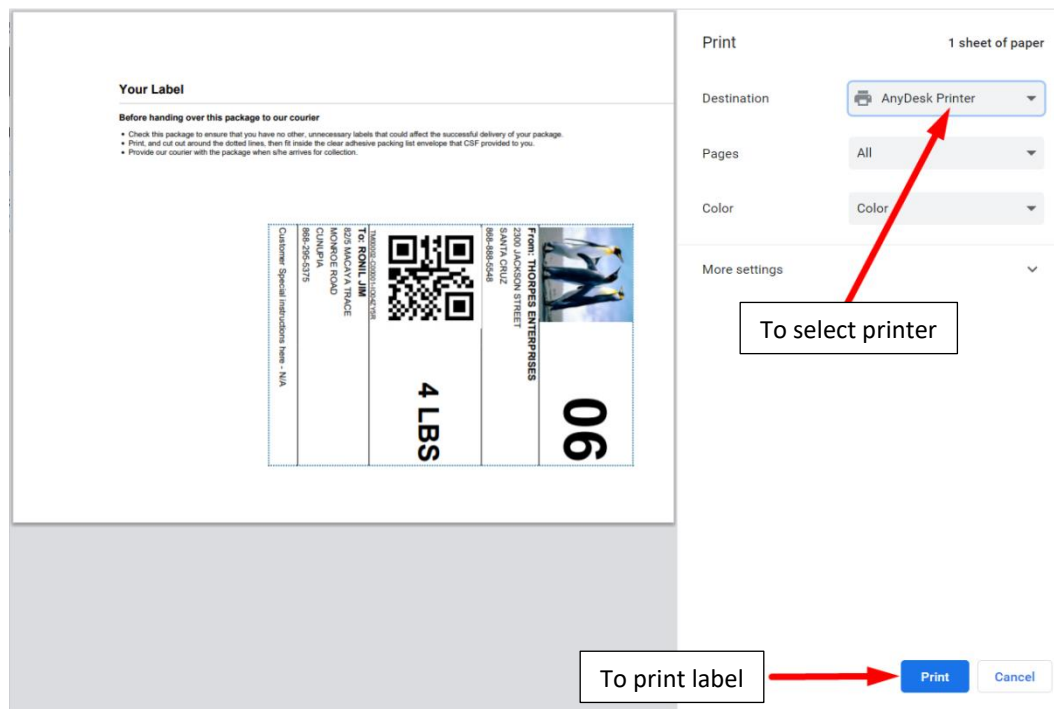 Your Label
Before handing over this package to our courier
• Check this package to ensure that you have no other, unnecessary labels that could affect the successful delivery of your package.
• Print, and cut out around the dotted lines, then fit inside the clear adhesive packing list envelope that CSF provided to you.
• Provide our courier with the package when s/he arrives for collection.
06
From: THORPES ENTERPRISES
2300 JACKSON STREET
SANTA CRUZ
868-888-5548
4 LBS
To: RONIL JIM
82/5 MACAYA TRACE
MONROE ROAD
CUNUPIA
868-295-5375
Customer Special instructions here - N/A
Print
1 sheet of paper
Destination
AnyDesk Printer
Pages
All
Color
Color
More settings
To select printer
To print label
Print
Cancel